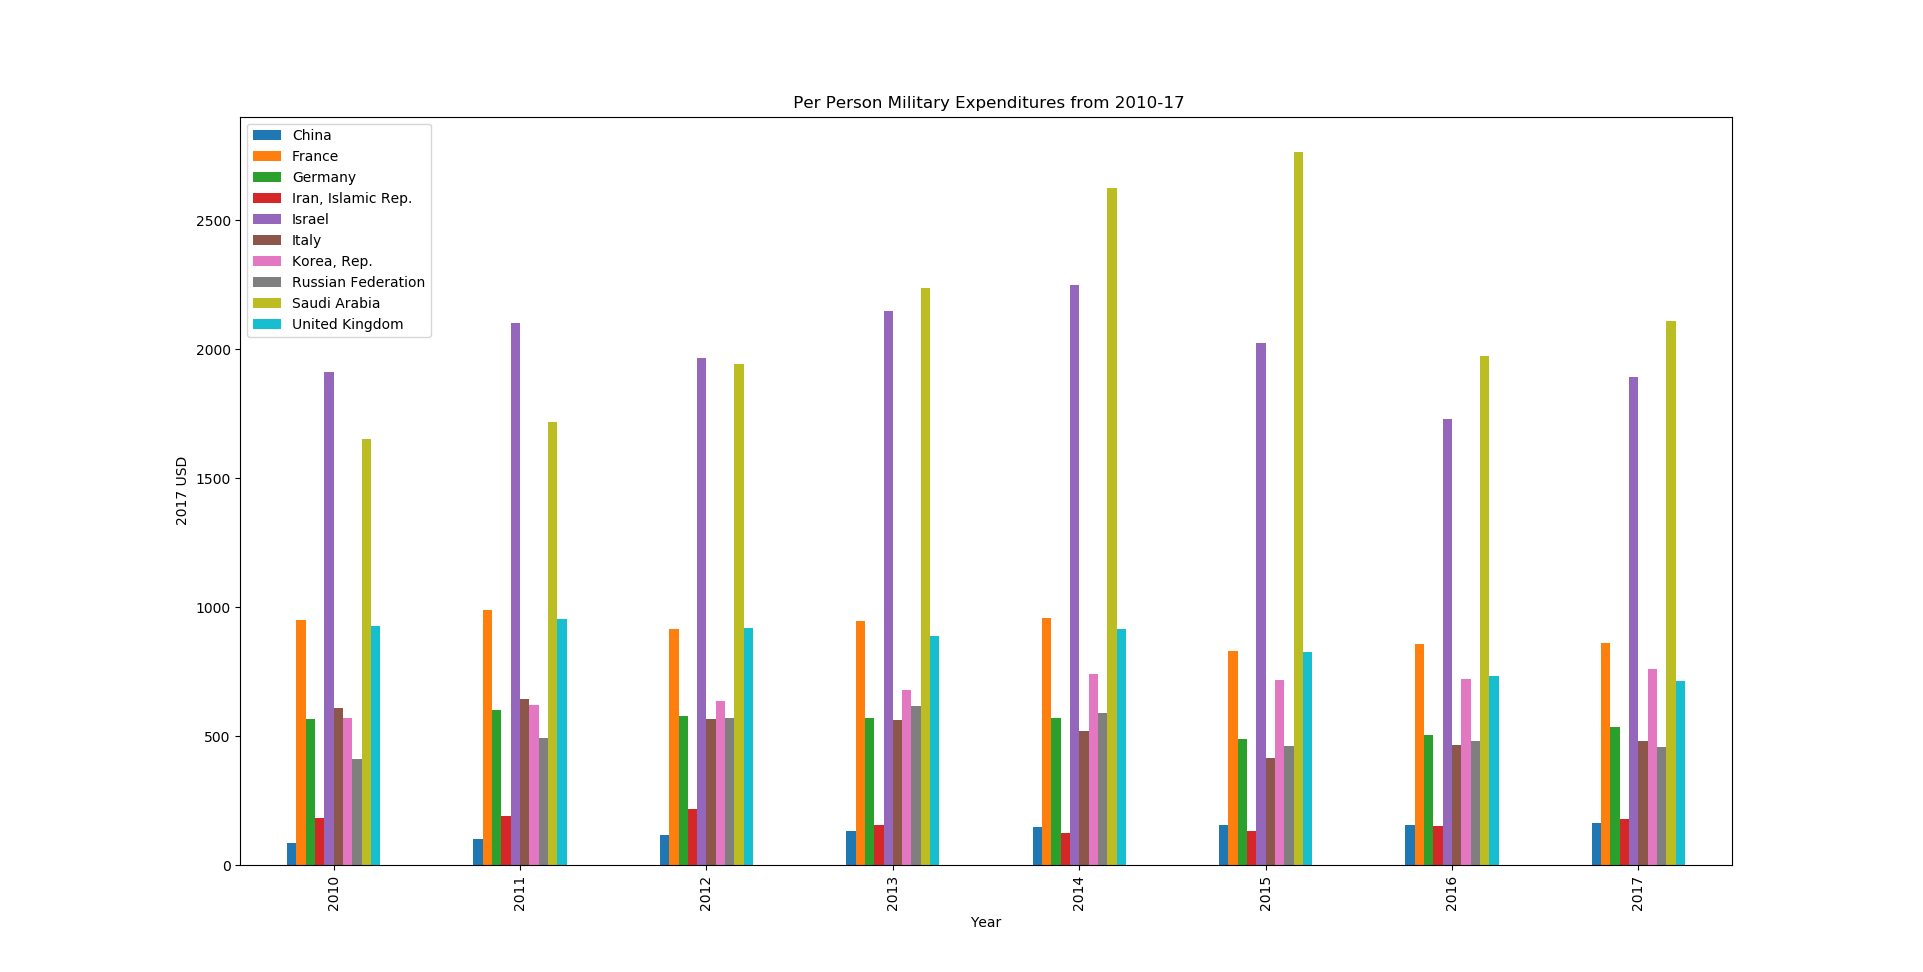 Per Person Military Expenditures from 2010-17
China
France
Germany
Iran, Islamic Rep.
Israel
Italy
Korea, Rep.
Russian Federation
Saudi Arabia
United Kingdom
2500
2000
1500
1000
500
0
2017 USD
2010
2011
2012
2013
2014
2015
2016
2017
Year